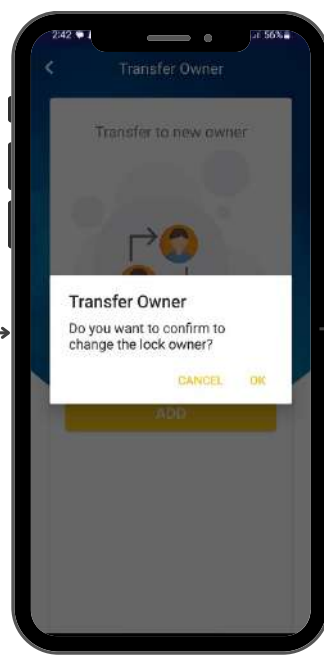 2:42
56%
Transfer Owner
Transfer to new owner
Transfer Owner
Do you want to confirm to
change the lock owner?
CANCEL OK
ADD